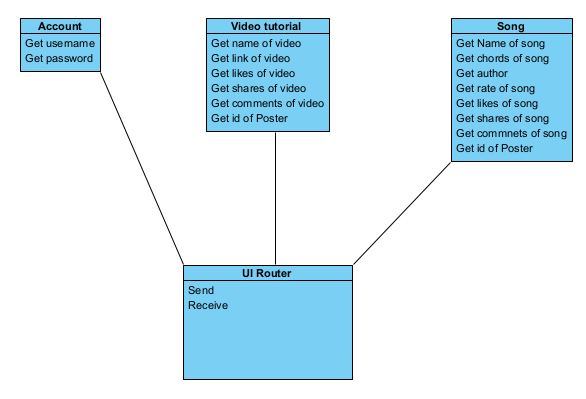 Account
Get username
Get password
Video tutorial
Get name of video
Get link of video
Get likes of video
Get shares of video
Get comments of video
Get id of Poster
Song
Get Name of song
Get chords of song
Get author
Get rate of song
Get likes of song
Get shares of song
Get commnets of song
Get id of Poster
UI Router
Send
Receive